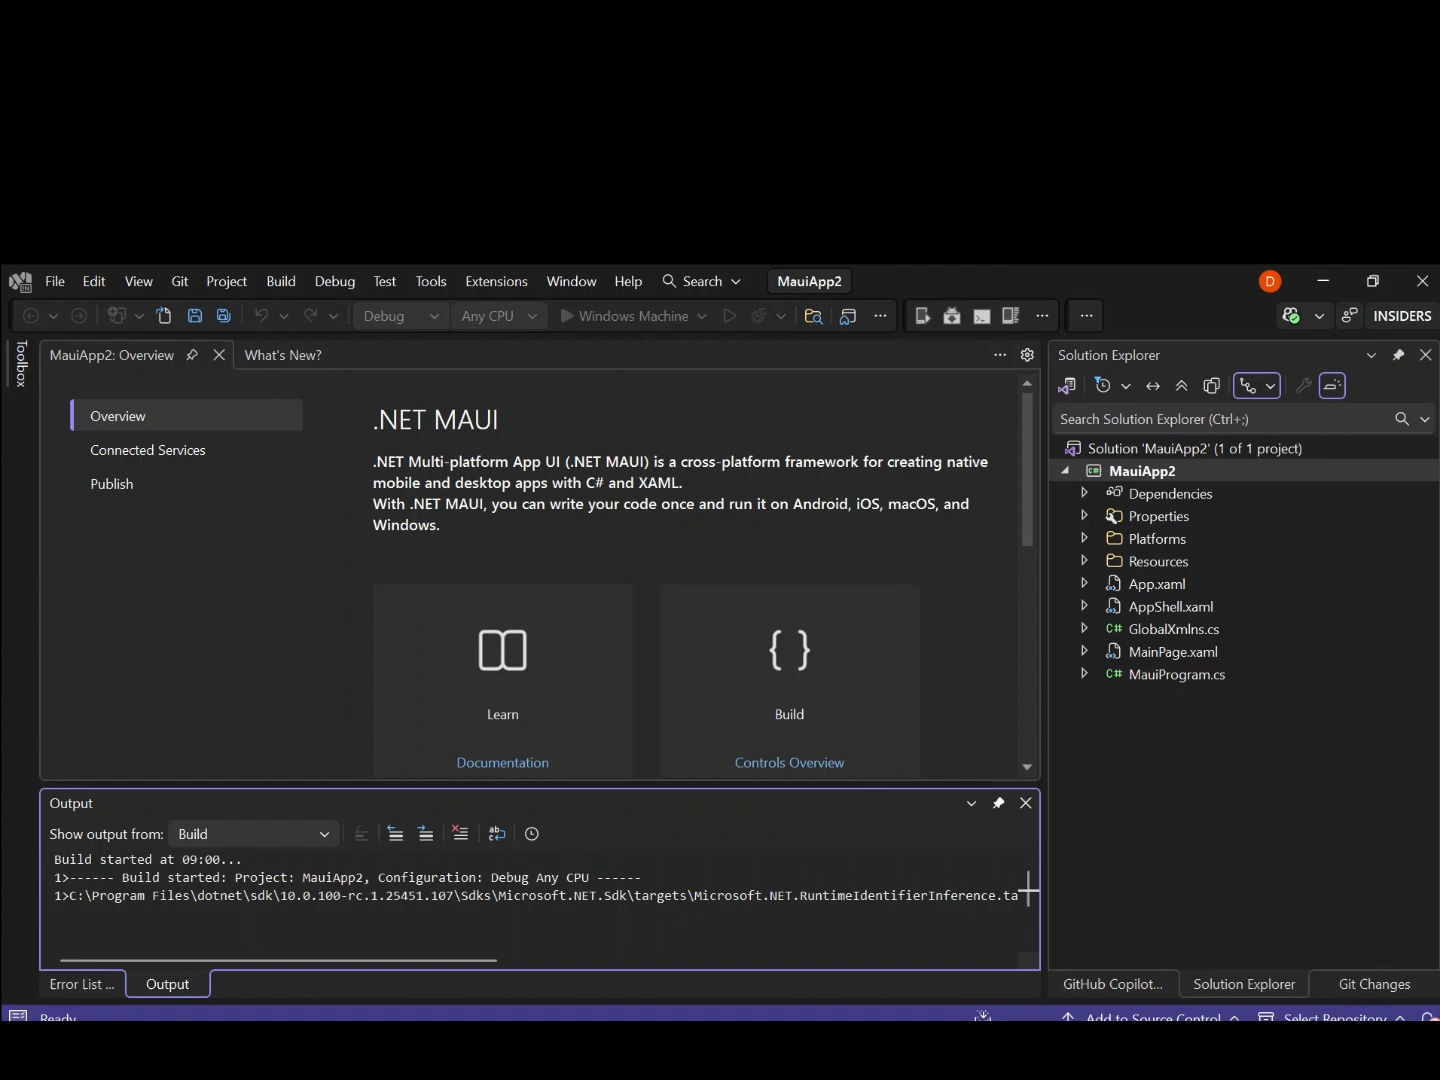 File Edit View Git Project Build Debug Test Tools Extensions Window Help Search MauiApp2 D
Debug Any CPU Windows Machine INSIDERS
Toolbox
MauiApp2: Overview What's New?
Overview
Connected Services
Publish
.NET MAUI
.NET Multi-platform App UI (.NET MAUI) is a cross-platform framework for creating native
mobile and desktop apps with C# and XAML.
With .NET MAUI, you can write your code once and run it on Android, iOS, macOS, and
Windows.
Learn
Documentation
Build
Controls Overview
Output
Show output from: Build
Build started at 09:00...
1>------ Build started: Project: MauiApp2, Configuration: Debug Any CPU ------
1>C:\Program Files\dotnet\sdk\10.0.100-rc.1.25451.107\Sdks\Microsoft.NET.Sdk\targets\Microsoft.NET.RuntimeIdentifierInference.ta
Error List ... Output
Solution Explorer
Search Solution Explorer (Ctrl+;)
Solution 'MauiApp2' (1 of 1 project)
C# MauiApp2
Dependencies
Properties
Platforms
Resources
App.xaml
AppShell.xaml
C# GlobalXmlns.cs
MainPage.xaml
C# MauiProgram.cs
GitHub Copilot... Solution Explorer Git Changes
Ready Add to Source Control Select Repository